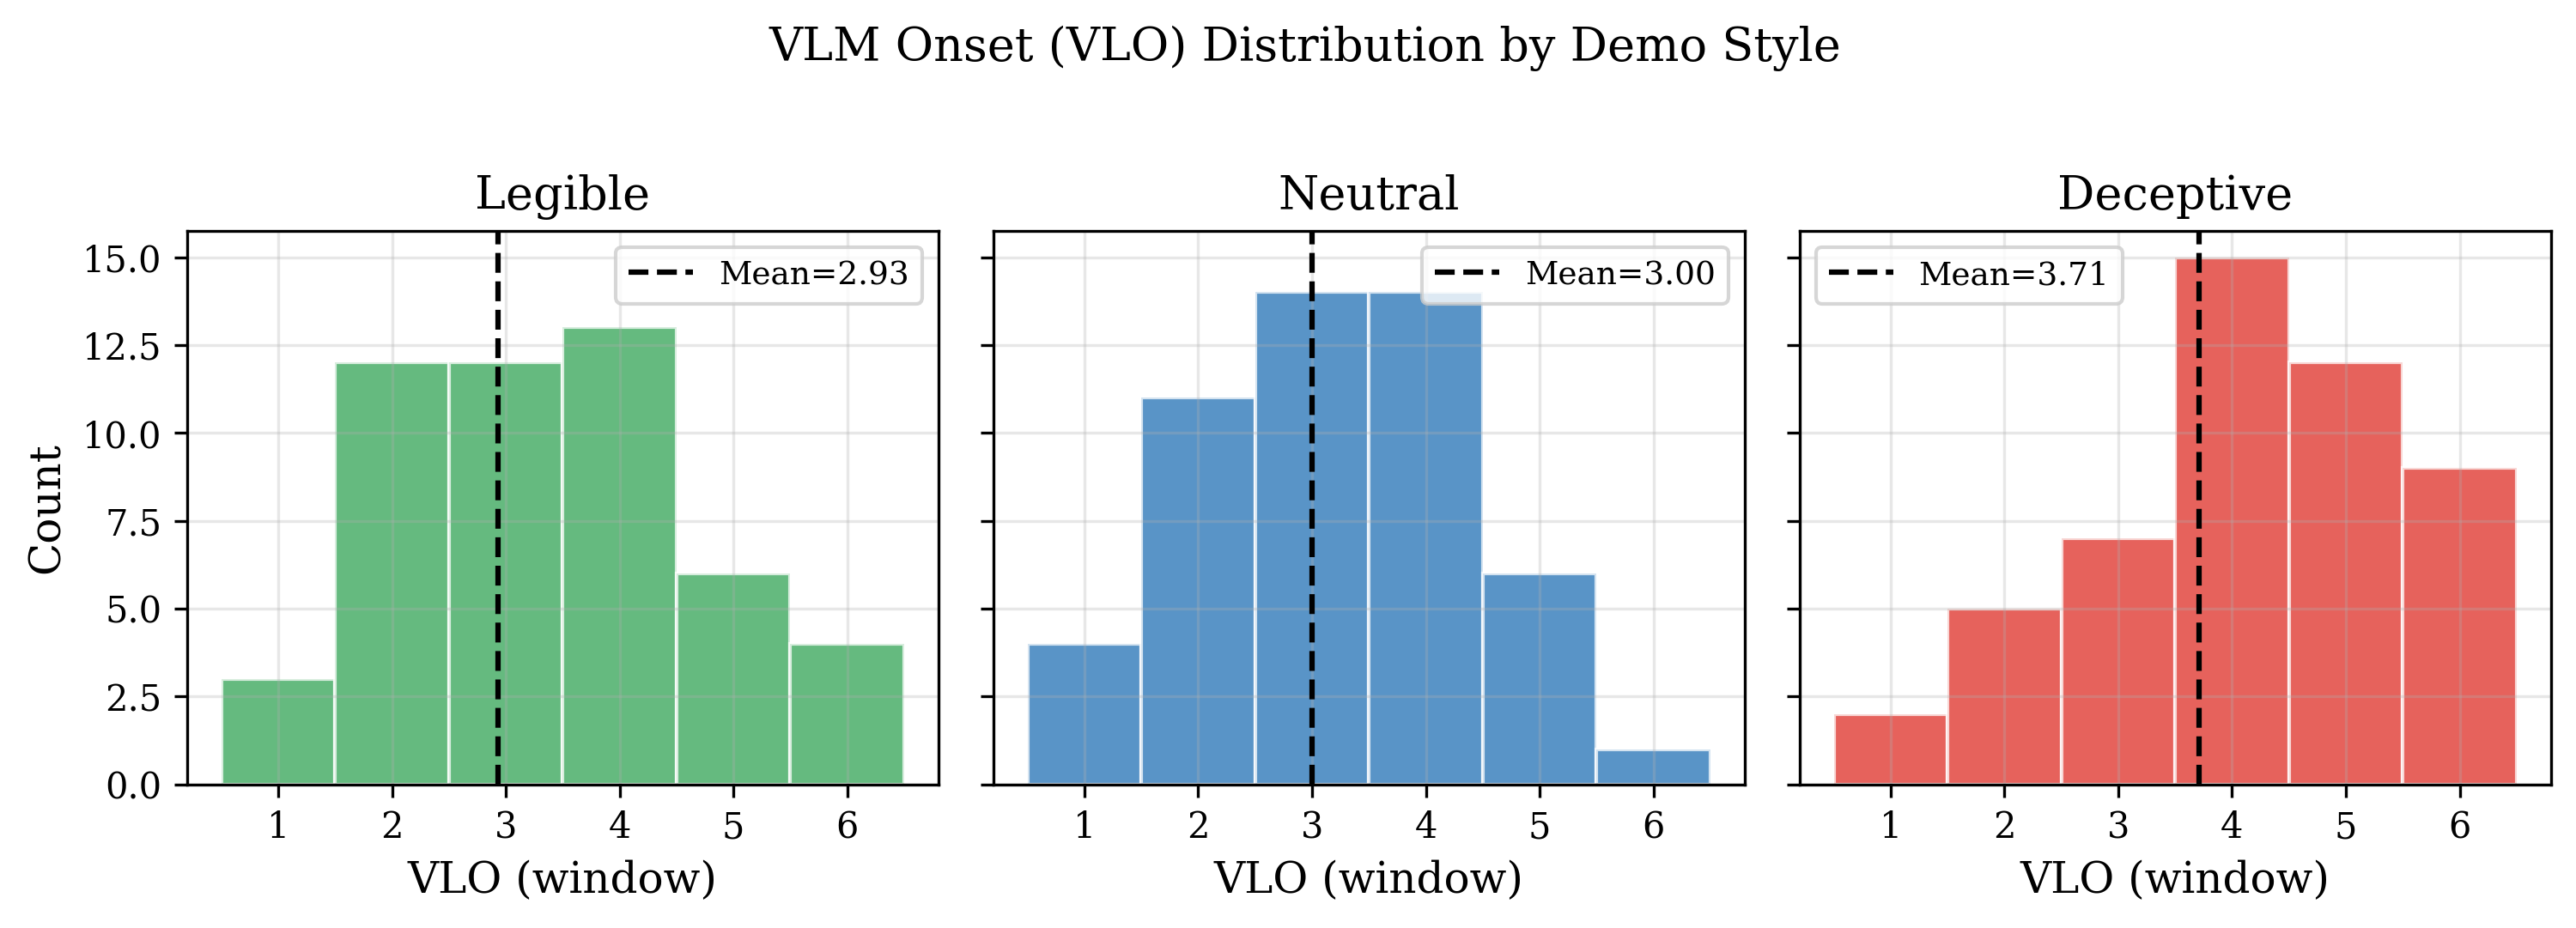 VLM Onset (VLO) Distribution by Demo Style
Legible
Neutral
Deceptive
Mean=2.93
Mean=3.00
Mean=3.71
Count
15.0
12.5
10.0
7.5
5.0
2.5
0.0
1 2 3 4 5 6
1 2 3 4 5 6
1 2 3 4 5 6
VLO (window)
VLO (window)
VLO (window)